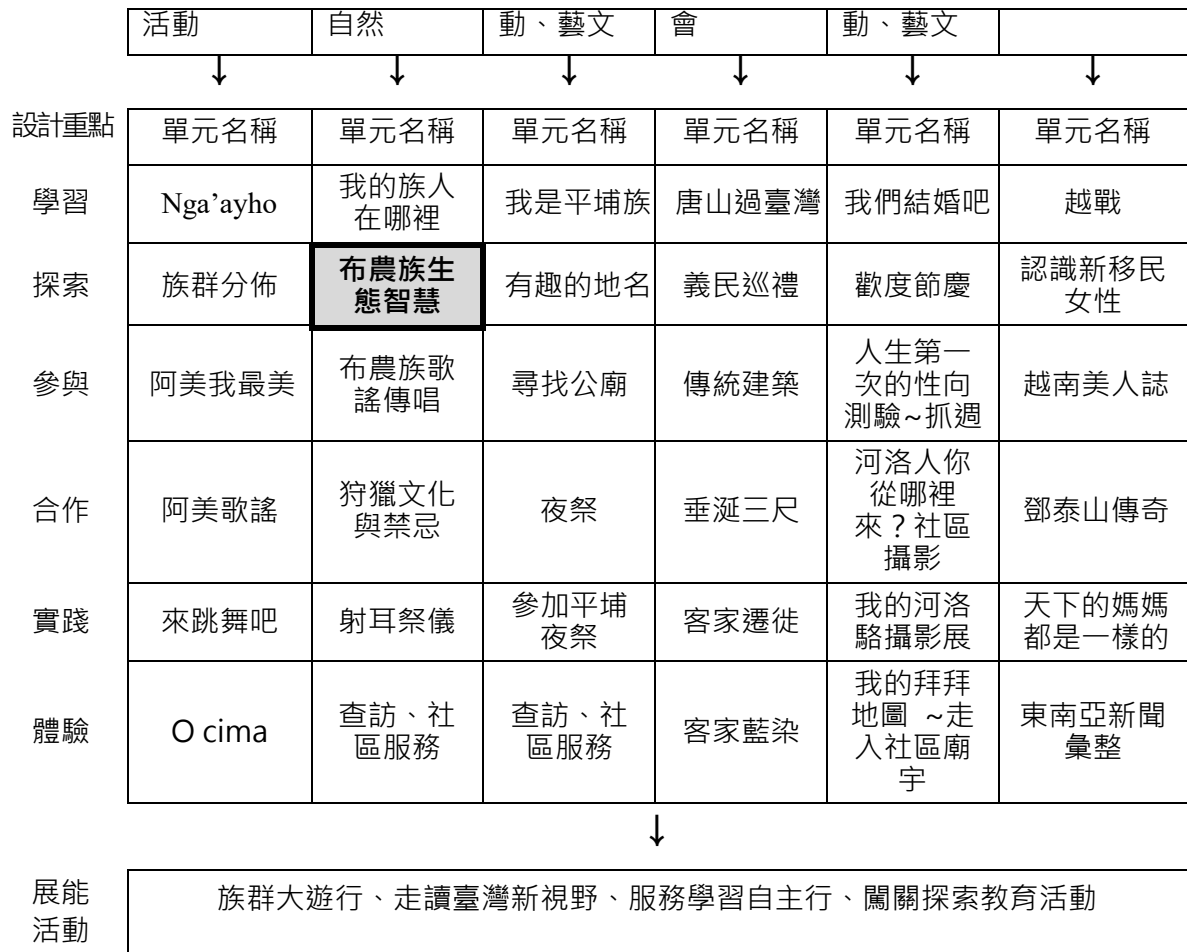 活動 自然 動、藝文 會 動、藝文
↓ ↓ ↓ ↓ ↓ ↓
設計重點 單元名稱 單元名稱 單元名稱 單元名稱 單元名稱 單元名稱
學習
Nga’ayho
我的族人
在哪裡
我是平埔族
唐山過臺灣
我們結婚吧
越戰
探索
族群分佈
布農族生
態智慧
有趣的地名
義民巡禮
歡度節慶
認識新移民
女性
參與
阿美我最美
布農族歌
謠傳唱
尋找公廟
傳統建築
人生第一
次的性向
測驗~抓週
越南美人誌
合作
阿美歌謠
狩獵文化
與禁忌
夜祭
垂涎三尺
河洛人你
從哪裡
來？社區
攝影
鄧泰山傳奇
實踐
來跳舞吧
射耳祭儀
參加平埔
夜祭
客家遷徙
我的河洛
駱攝影展
天下的媽媽
都是一樣的
體驗
O cima
查訪、社
區服務
查訪、社
區服務
客家藍染
我的拜拜
地圖 ~走
入社區廟
宇
東南亞新聞
彙整
↓
展能
活動
族群大遊行、走讀臺灣新視野、服務學習自主行、闖關探索教育活動